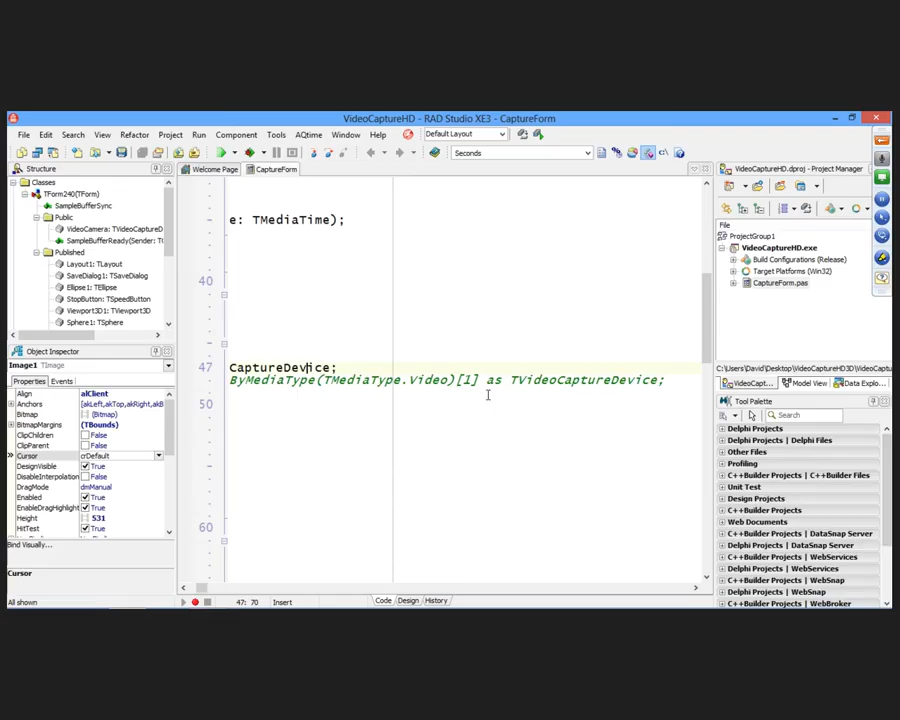 VideoCaptureHD - RAD Studio XE3 - CaptureForm
File Edit Search View Refactor Project Run Component Tools AQtime Window Help Default Layout
Seconds
Structure
Welcome Page CaptureForm
VideoCaptureHD.dproj - Project Manager
Classes
TForm240(TForm)
SampleBufferSync
Public
VideoCamera: TVideoCaptureD
SampleBufferReady(Sender: TO
Published
Layout1: TLayout
SaveDialog1: TSaveDialog
Ellipse1: TEllipse
StopButton: TSpeedButton
Viewport3D1: TViewport3D
Sphere1: TSphere
e: TMediaTime);
40
47 CaptureDevice;
ByMediaType(TMediaType.Video)[1] as TVideoCaptureDevice;
50
60
File
ProjectGroup1
VideoCaptureHD.exe
Build Configurations (Release)
Target Platforms (Win32)
CaptureForm.pas
C:\Users\David\Desktop\VideoCaptureHD3D\VideoCa
VideoCapt... Model View Data Explo...
Object Inspector
Image1 TImage
Properties Events
Align alClient
Anchors [akLeft,akTop,akRight,akB
Bitmap (Bitmap)
BitmapMargins (TBounds)
ClipChildren False
ClipParent False
Cursor crDefault
DesignVisible True
DisableInterpolation False
DragMode dmManual
Enabled True
EnableDragHighlight True
Height 531
HitTest True
Bind Visually...
Cursor
All shown
47: 70 Insert Code Design History
Tool Palette
Search
Delphi Projects
Delphi Projects | Delphi Files
Other Files
Profiling
C++Builder Projects | C++Builder Files
Unit Test
Design Projects
C++Builder Projects
Web Documents
C++Builder Projects | DataSnap Server
Delphi Projects | DataSnap Server
C++Builder Projects | WebServices
Delphi Projects | WebServices
C++Builder Projects | WebSnap
Delphi Projects | WebSnap
C++Builder Projects | WebBroker